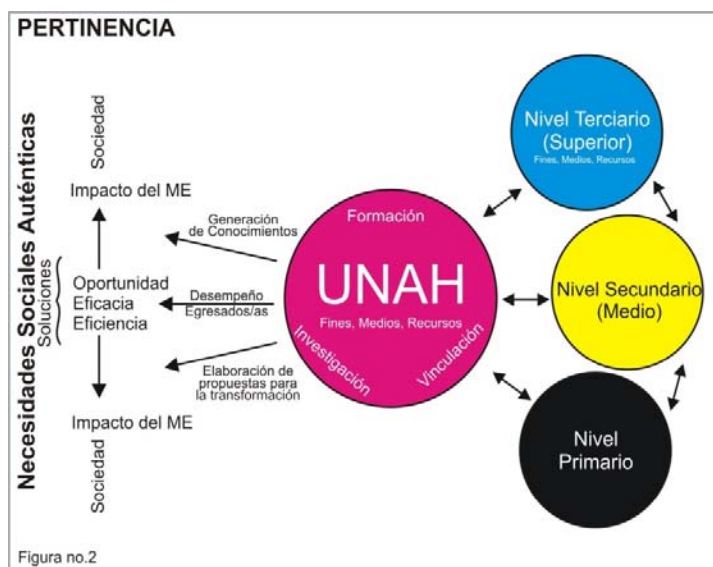 PERTINENCIA
Necesidades Sociales Auténticas
Sociedad
Impacto del ME
Soluciones
Oportunidad
Eficacia
Eficiencia
Impacto del ME
Sociedad
Generación
de Conocimientos
Desempeño
Egresados/as
Elaboración de
propuestas para
la transformación
Formación
UNAH
Fines, Medios, Recursos
Investigación
Vinculación
Nivel Terciario
(Superior)
Fines, Medios, Recursos
Nivel Secundario
(Medio)
Nivel
Primario
Figura no.2